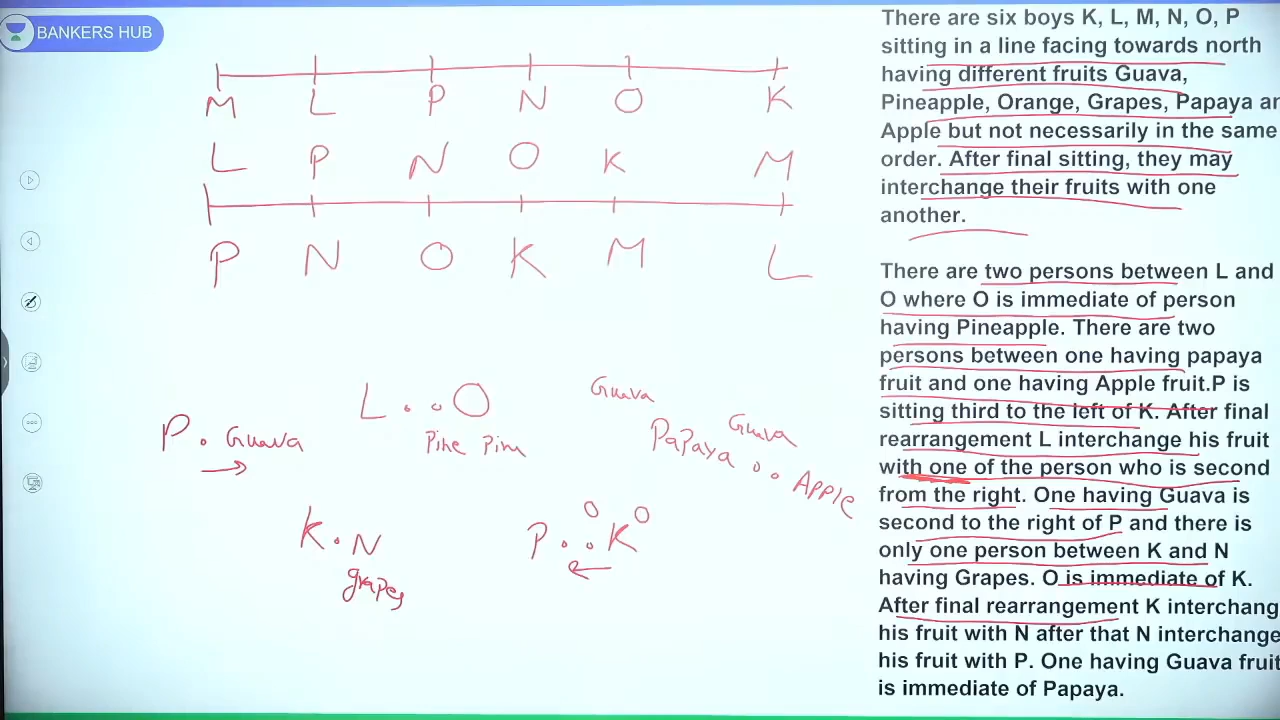 BANKERS HUB
M L P N O K
L P N O K M
P N O K M L
L . . O
Pine Pine
Guava
Guava
P . Guava
Papaya . . Apple
K . N
grapes
O O
P . . K
There are six boys K, L, M, N, O, P
sitting in a line facing towards north
having different fruits Guava,
Pineapple, Orange, Grapes, Papaya an
Apple but not necessarily in the same
order. After final sitting, they may
interchange their fruits with one
another.
There are two persons between L and
O where O is immediate of person
having Pineapple. There are two
persons between one having papaya
fruit and one having Apple fruit.P is
sitting third to the left of K. After final
rearrangement L interchange his fruit
with one of the person who is second
from the right. One having Guava is
second to the right of P and there is
only one person between K and N
having Grapes. O is immediate of K.
After final rearrangement K interchang
his fruit with N after that N interchange
his fruit with P. One having Guava fruit
is immediate of Papaya.